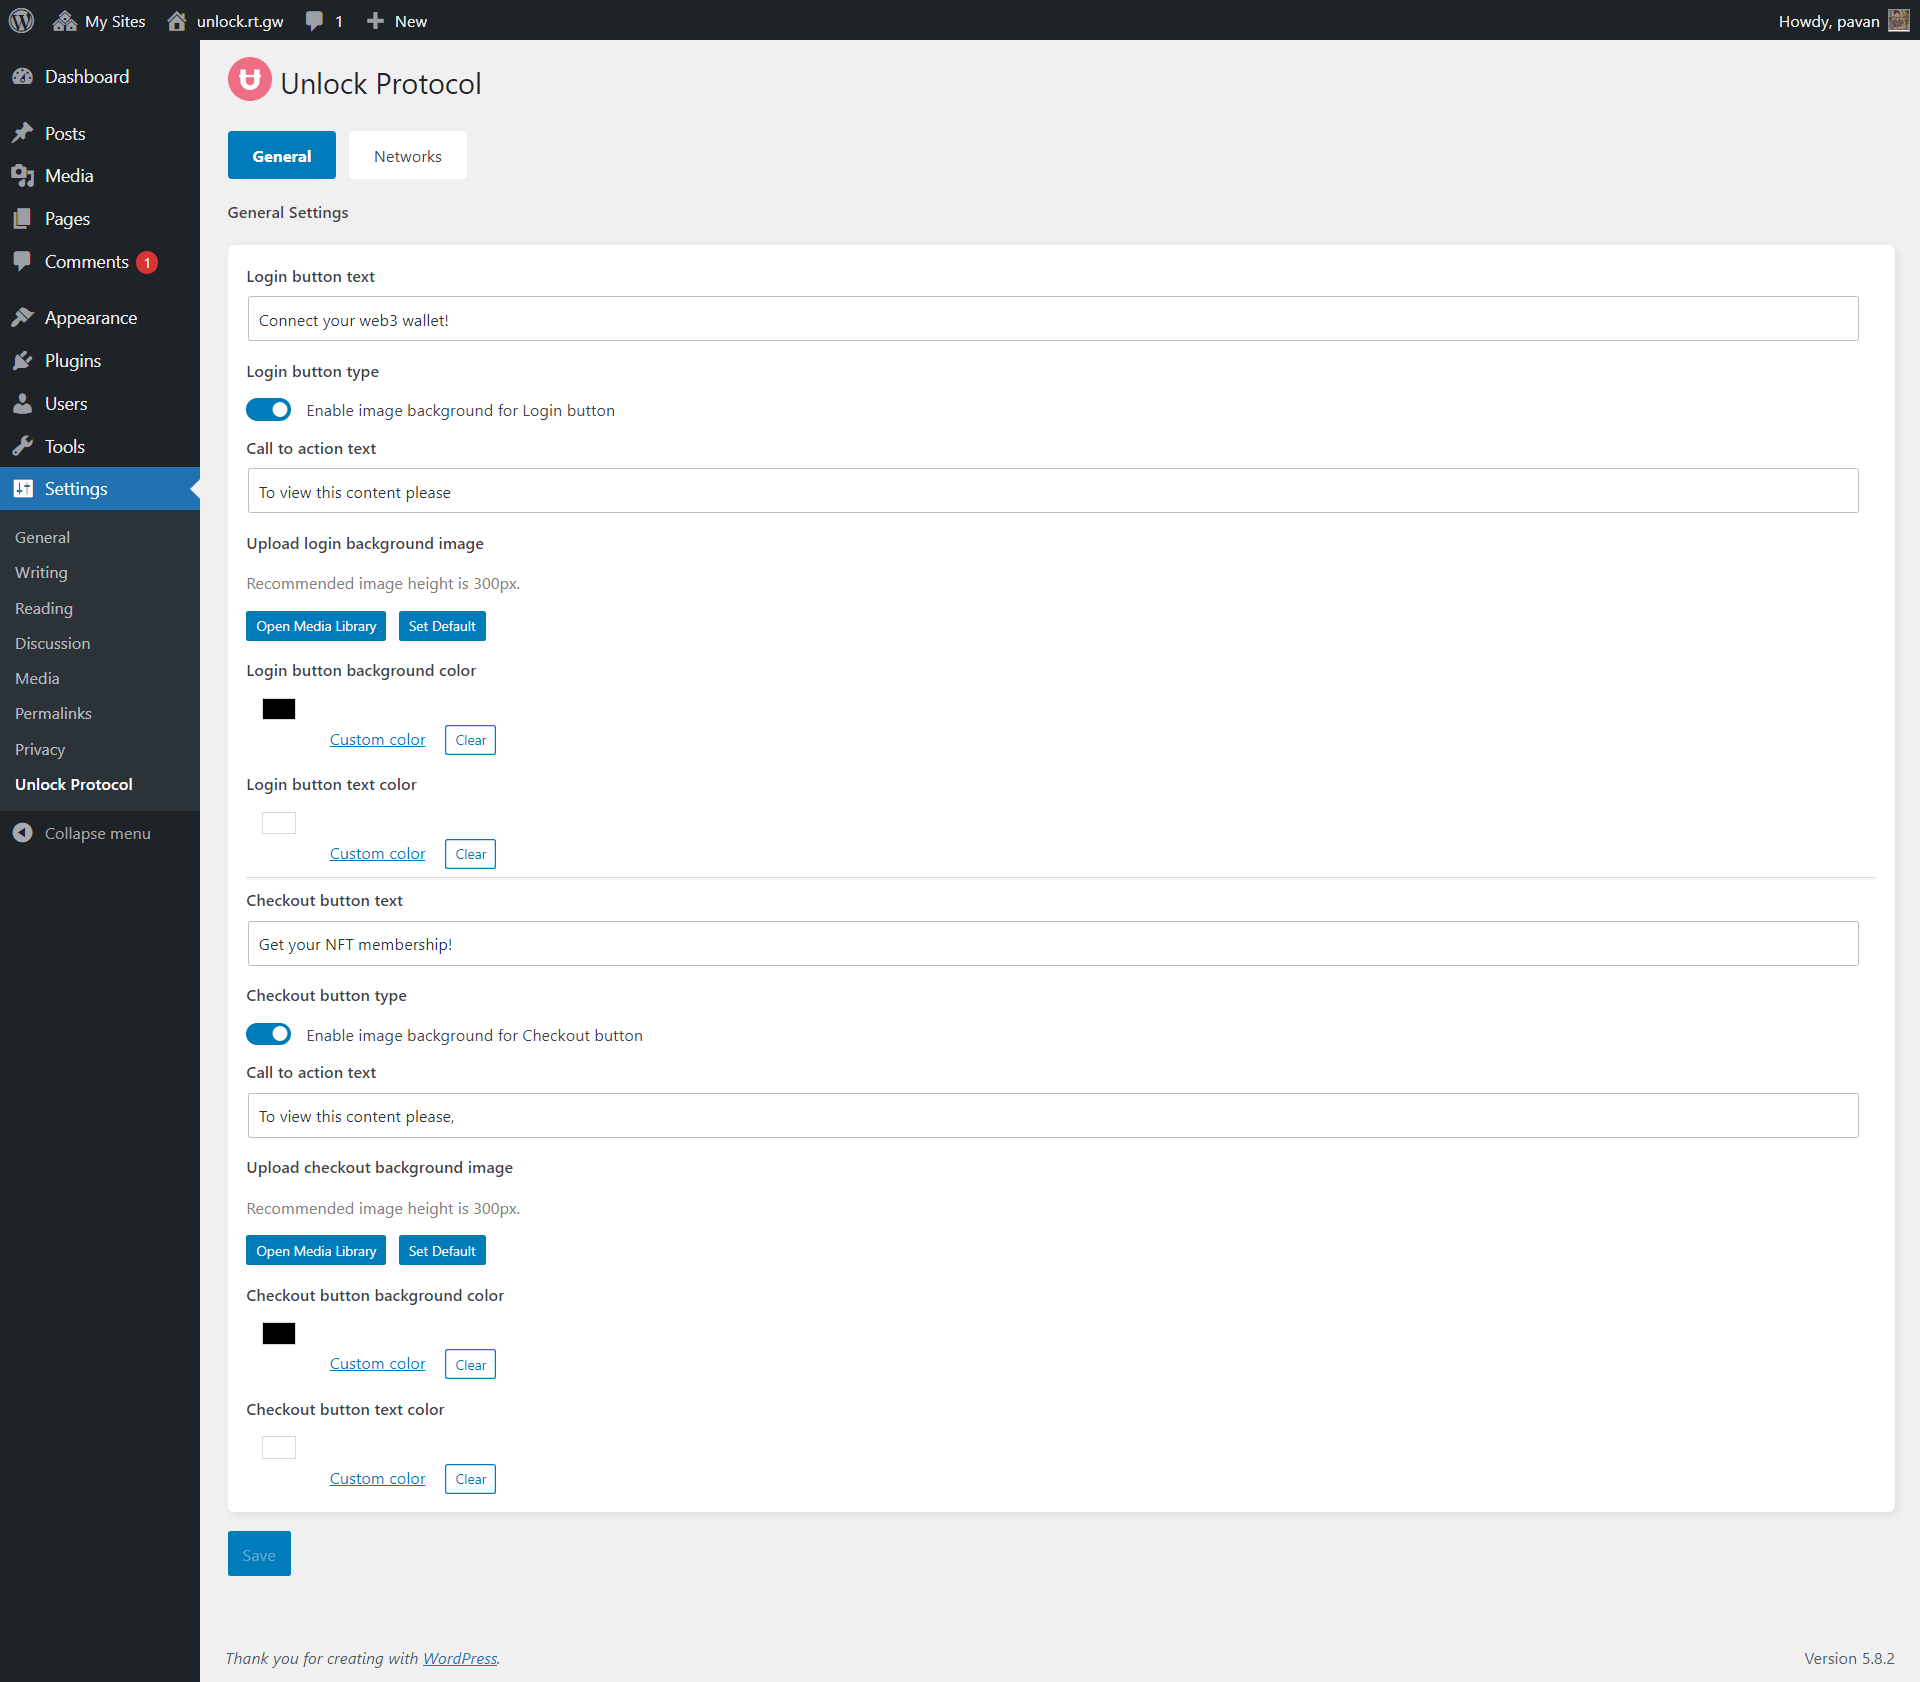 My Sites unlock.rt.gw 1 New Howdy, pavan
Dashboard
Posts
Media
Pages
Comments 1
Appearance
Plugins
Users
Tools
Settings
General
Writing
Reading
Discussion
Media
Permalinks
Privacy
Unlock Protocol
Collapse menu
Unlock Protocol
General Networks
General Settings
Login button text
Connect your web3 wallet!
Login button type
Enable image background for Login button
Call to action text
To view this content please
Upload login background image
Recommended image height is 300px.
Open Media Library Set Default
Login button background color
Custom color Clear
Login button text color
Custom color Clear
Checkout button text
Get your NFT membership!
Checkout button type
Enable image background for Checkout button
Call to action text
To view this content please,
Upload checkout background image
Recommended image height is 300px.
Open Media Library Set Default
Checkout button background color
Custom color Clear
Checkout button text color
Custom color Clear
Save
Thank you for creating with WordPress. Version 5.8.2